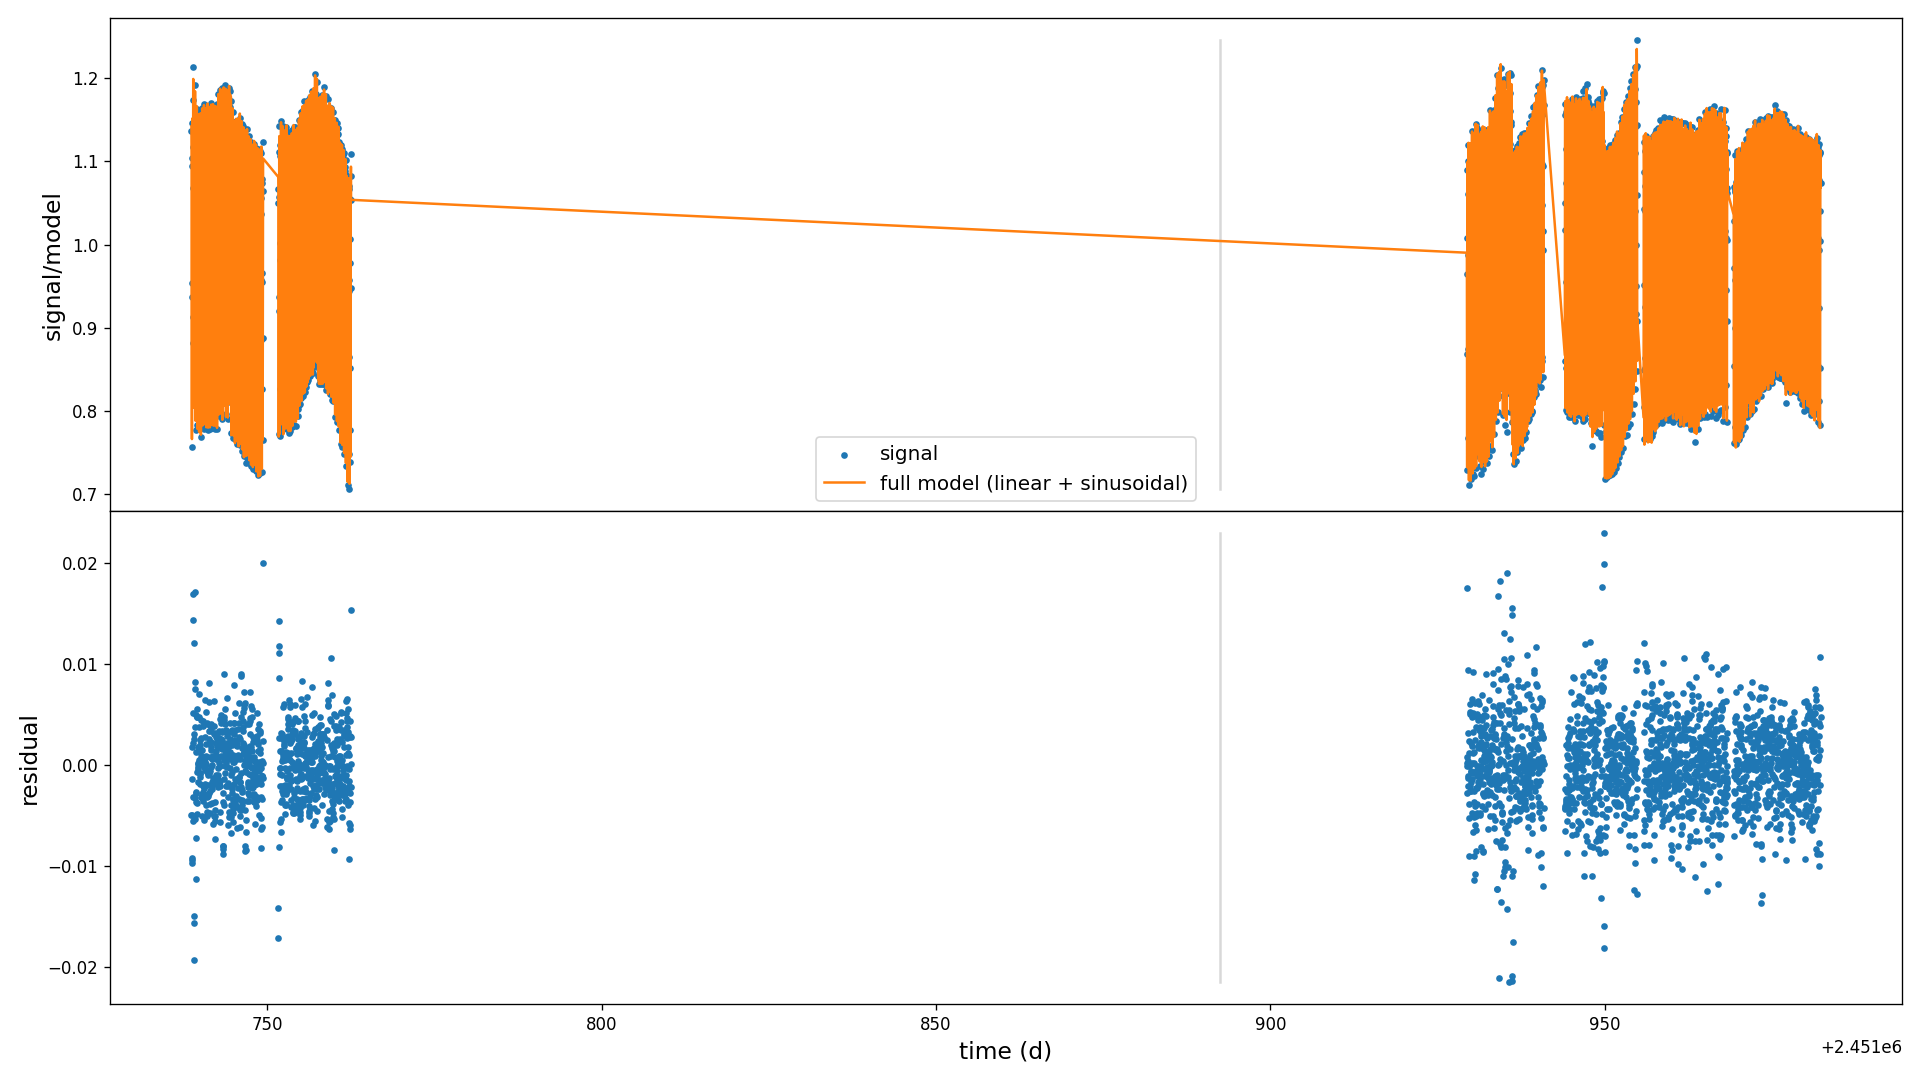 1.2
1.1
1.0
0.9
0.8
0.7
signal/model
signal
full model (linear + sinusoidal)
0.02
0.01
0.00
−0.01
−0.02
residual
750
800
850
900
950
time (d)
+2.451e6